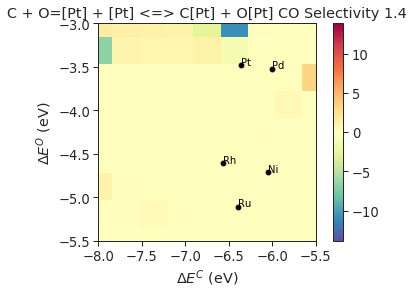 C + O=[Pt] + [Pt] <=> C[Pt] + O[Pt] CO Selectivity 1.4
−3.0
−3.5
−4.0
−4.5
−5.0
−5.5
ΔE^O (eV)
Pt
Pd
Rh
Ni
Ru
−8.0 −7.5 −7.0 −6.5 −6.0 −5.5
ΔE^C (eV)
10
5
0
−5
−10